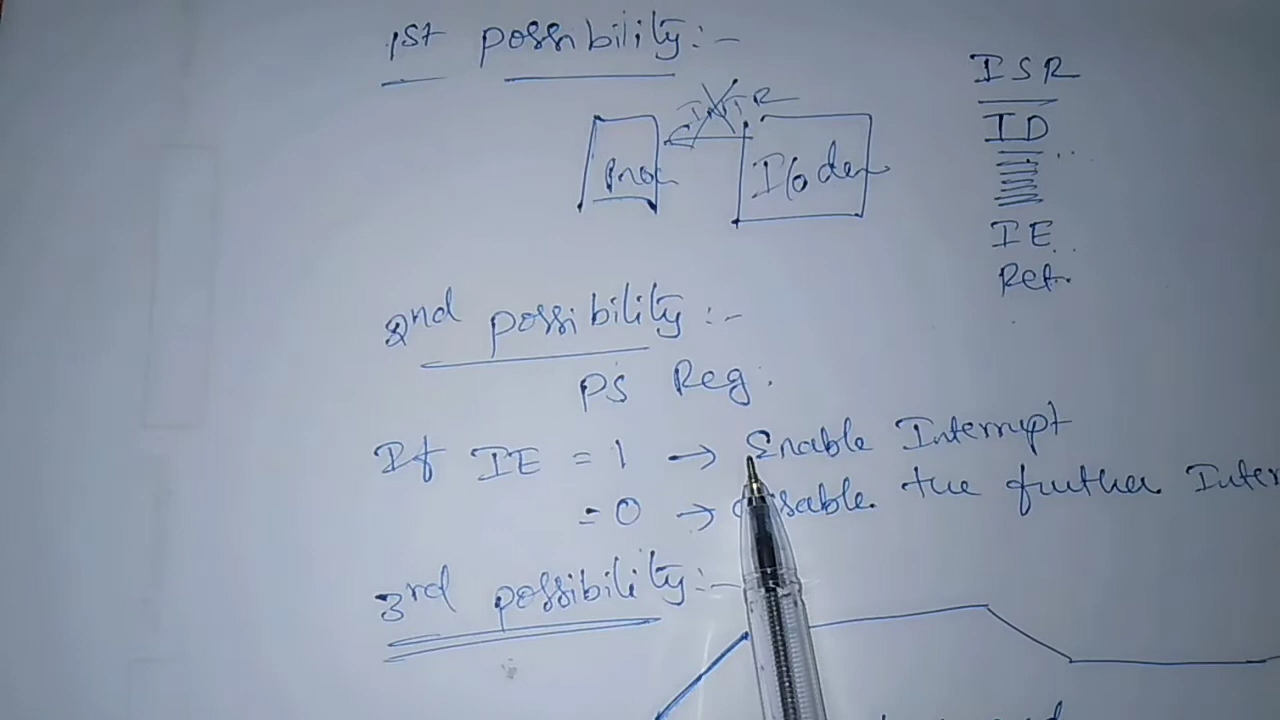 1st possibility:-
INTR
Proc
I/O dev
ISR
ID
IE
Ret.
2nd possibility:-
PS Reg.
If IE = 1 → Enable Interrupt
= 0 → disable. the further Inter
3rd possibility:-